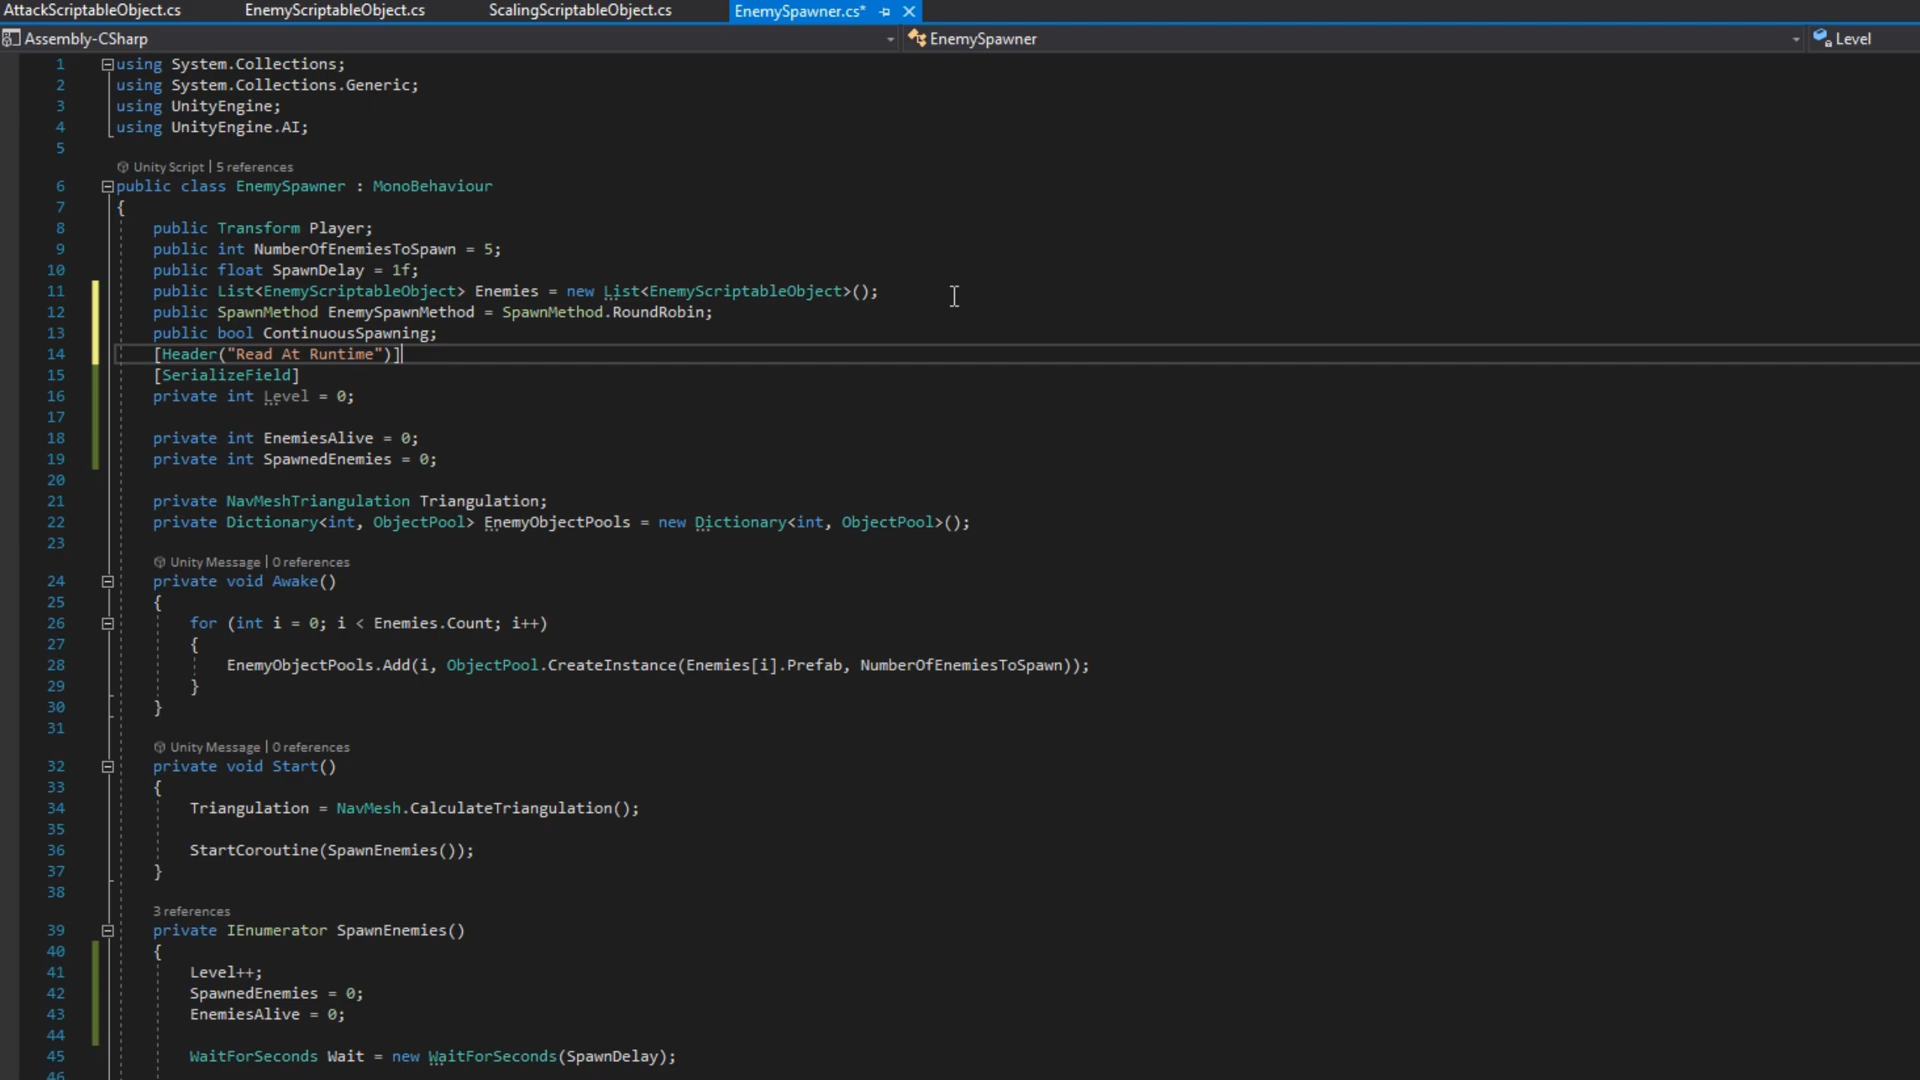 AttackScriptableObject.cs EnemyScriptableObject.cs ScalingScriptableObject.cs EnemySpawner.cs*
Assembly-CSharp EnemySpawner Level
1 using System.Collections;
2 using System.Collections.Generic;
3 using UnityEngine;
4 using UnityEngine.AI;
5
Unity Script | 5 references
6 public class EnemySpawner : MonoBehaviour
7 {
8 public Transform Player;
9 public int NumberOfEnemiesToSpawn = 5;
10 public float SpawnDelay = 1f;
11 public List<EnemyScriptableObject> Enemies = new List<EnemyScriptableObject>();
12 public SpawnMethod EnemySpawnMethod = SpawnMethod.RoundRobin;
13 public bool ContinuousSpawning;
14 [Header("Read At Runtime")]
15 [SerializeField]
16 private int Level = 0;
17
18 private int EnemiesAlive = 0;
19 private int SpawnedEnemies = 0;
20
21 private NavMeshTriangulation Triangulation;
22 private Dictionary<int, ObjectPool> EnemyObjectPools = new Dictionary<int, ObjectPool>();
23
Unity Message | 0 references
24 private void Awake()
25 {
26 for (int i = 0; i < Enemies.Count; i++)
27 {
28 EnemyObjectPools.Add(i, ObjectPool.CreateInstance(Enemies[i].Prefab, NumberOfEnemiesToSpawn));
29 }
30 }
31
Unity Message | 0 references
32 private void Start()
33 {
34 Triangulation = NavMesh.CalculateTriangulation();
35
36 StartCoroutine(SpawnEnemies());
37 }
38
3 references
39 private IEnumerator SpawnEnemies()
40 {
41 Level++;
42 SpawnedEnemies = 0;
43 EnemiesAlive = 0;
44
45 WaitForSeconds Wait = new WaitForSeconds(SpawnDelay);
46